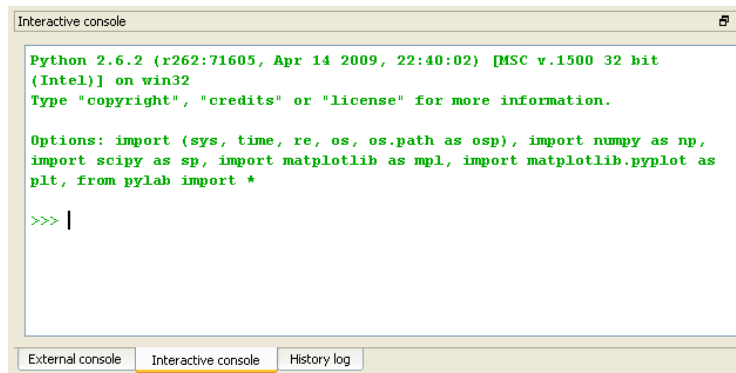 Interactive console
Python 2.6.2 (r262:71605, Apr 14 2009, 22:40:02) [MSC v.1500 32 bit
(Intel)] on win32
Type "copyright", "credits" or "license" for more information.
Options: import (sys, time, re, os, os.path as osp), import numpy as np,
import scipy as sp, import matplotlib as mpl, import matplotlib.pyplot as
plt, from pylab import *
>>>
External console
Interactive console
History log